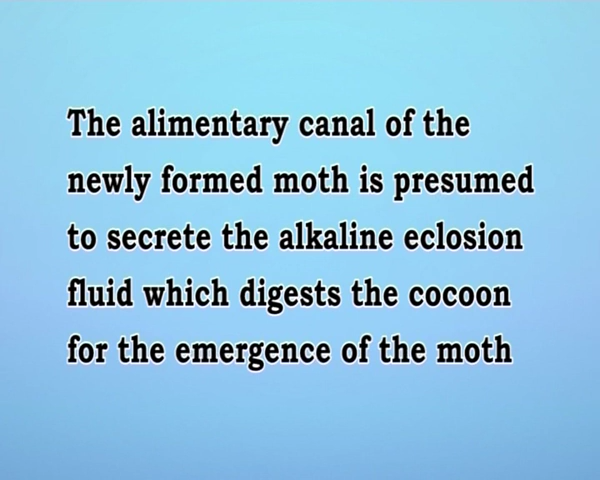 The alimentary canal of the
newly formed moth is presumed
to secrete the alkaline eclosion
fluid which digests the cocoon
for the emergence of the moth